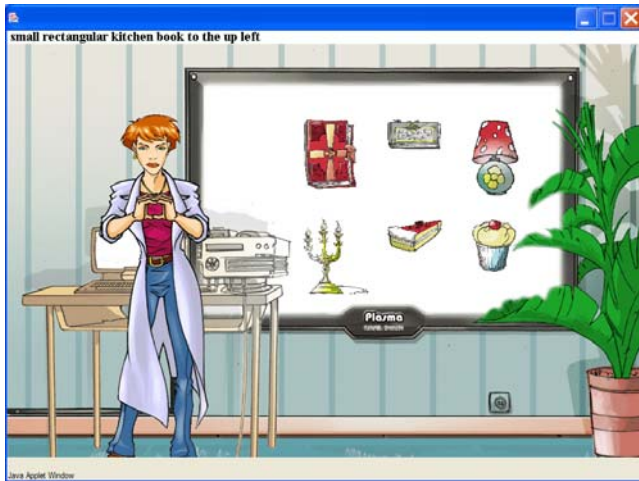 small rectangular kitchen book to the up left
Plasma
Java Applet Window